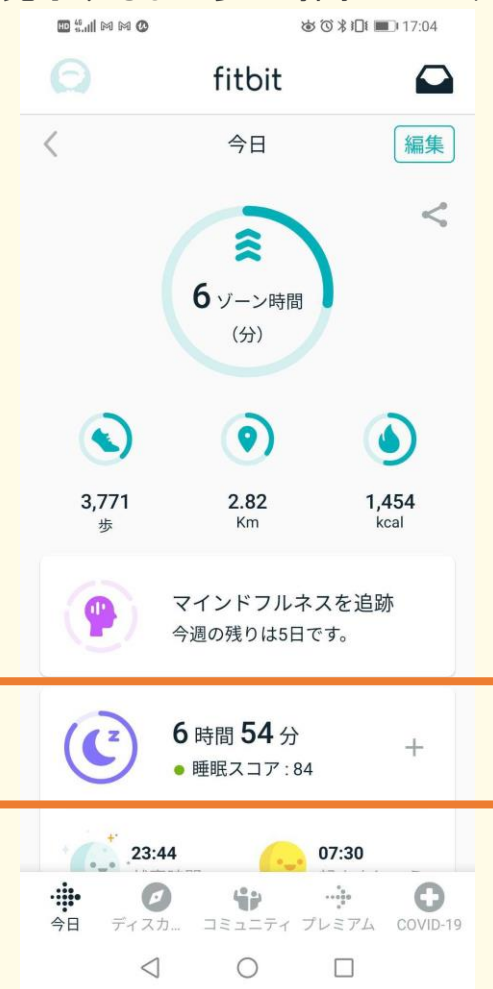 17:04
fitbit
今日
編集
6 ゾーン時間
(分)
3,771
歩
2.82
Km
1,454
kcal
マインドフルネスを追跡
今週の残りは5日です。
6 時間 54 分
睡眠スコア : 84
23:44
07:30
今日
ディスカ...
コミュニティ
プレミアム
COVID-19